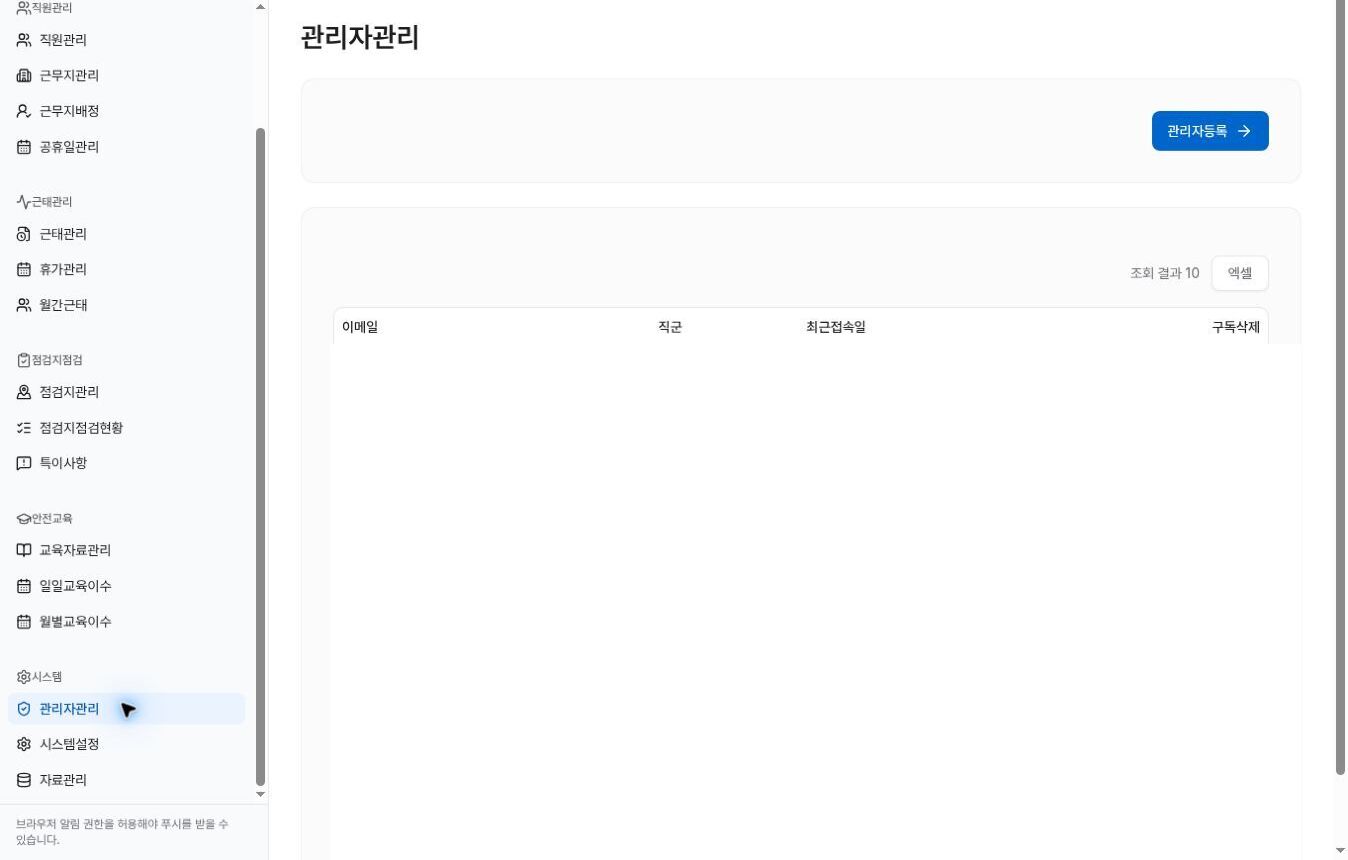 직원관리
직원관리
근무지관리
근무지배정
공휴일관리
근태관리
근태관리
휴가관리
월간근태
점검지점검
점검지관리
점검지점검현황
특이사항
안전교육
교육자료관리
일일교육이수
월별교육이수
시스템
관리자관리
시스템설정
자료관리
브라우저 알림 권한을 허용해야 푸시를 받을 수
있습니다.
관리자관리
관리자등록
조회 결과 10 엑셀
이메일 직군 최근접속일 구독삭제